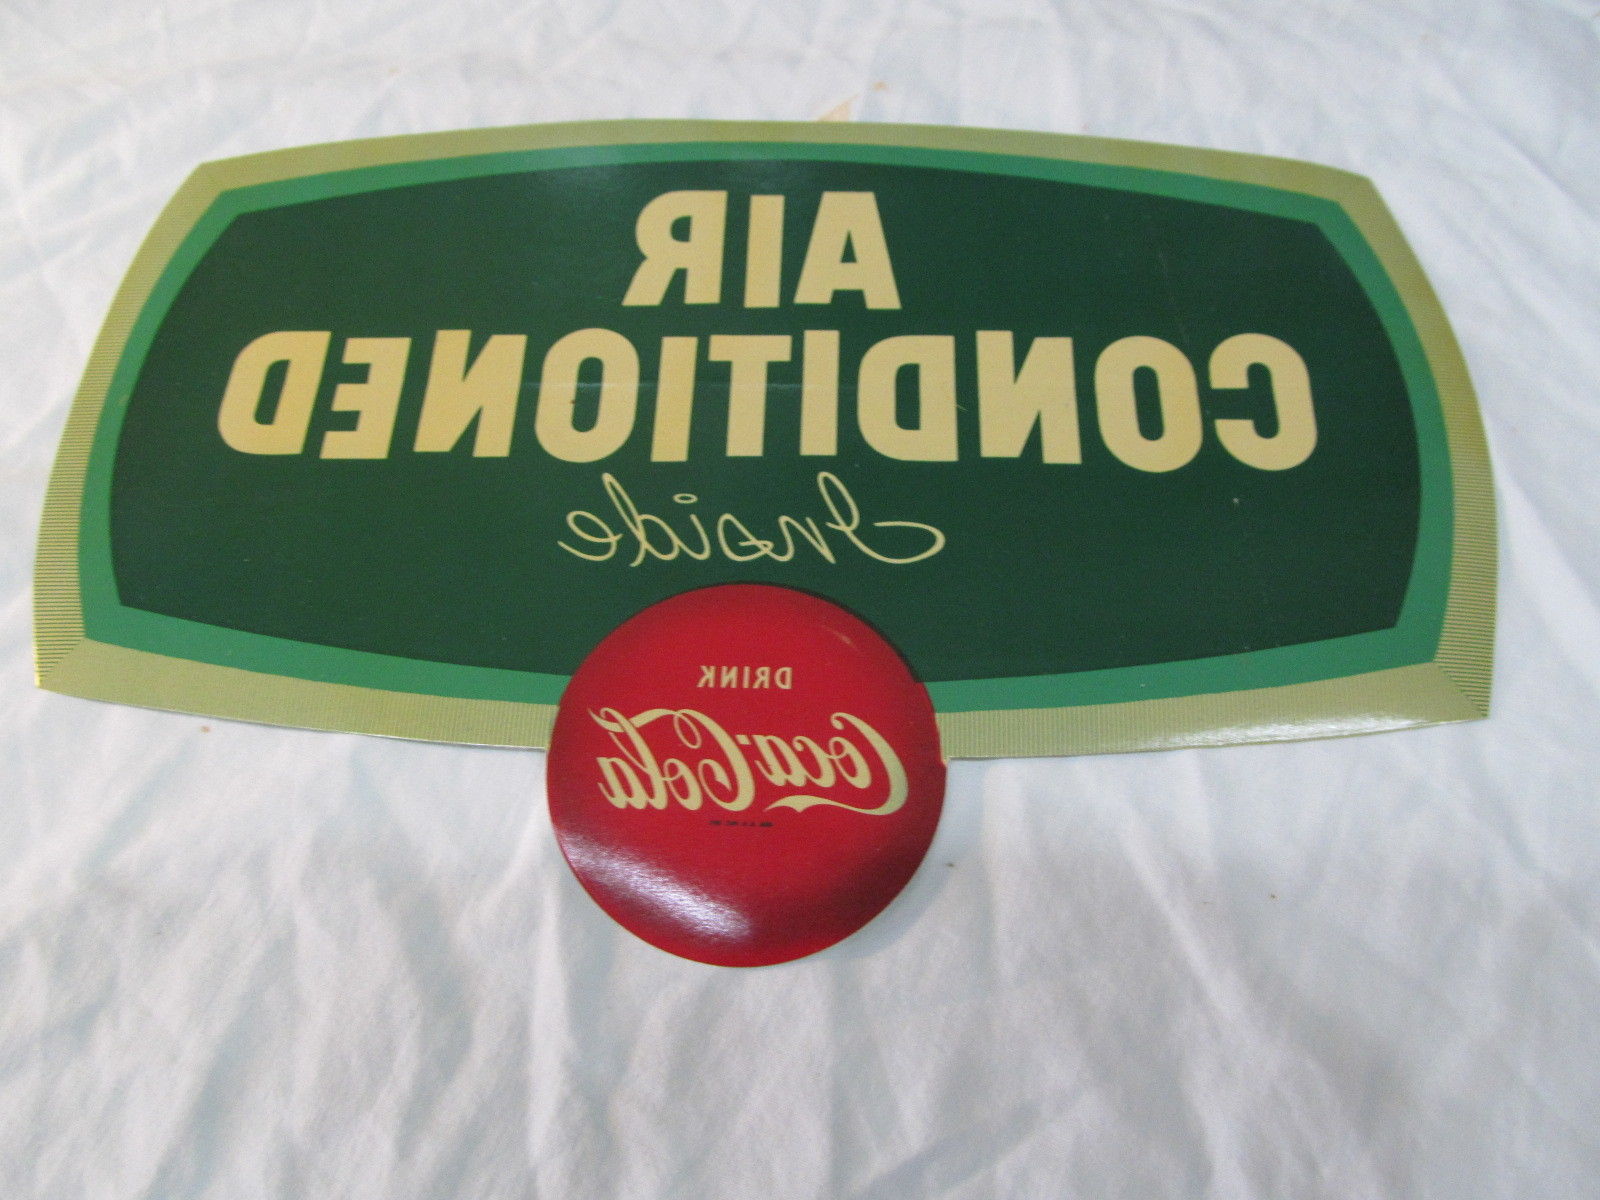 AIR
CONDITIONED
Inside
DRINK
Coca-Cola